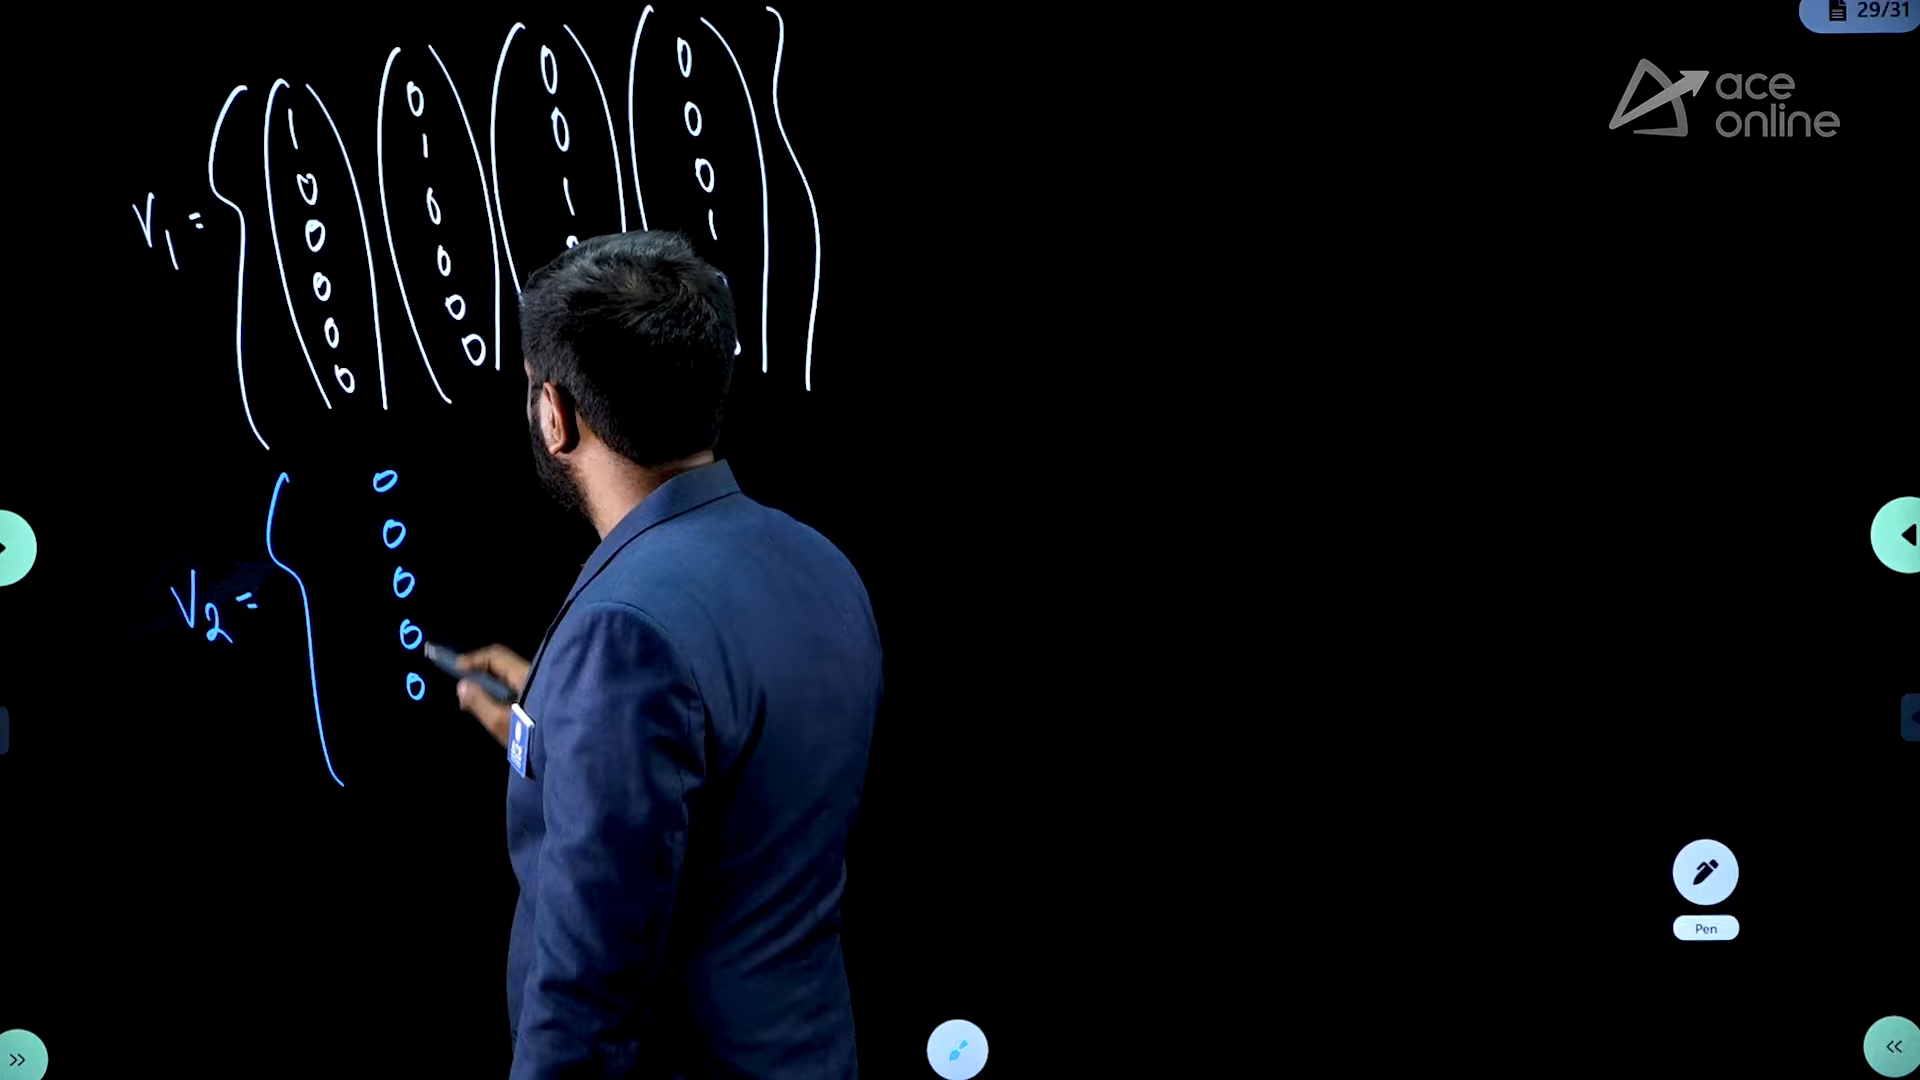 29/31
ace
online
V1 = { ( 1 0 0 0 0 0 ) ( 0 1 0 0 0 0 ) ( 0 0 1 0 ( 0 0 0 1 ) }
V2 = { 0 0 0 0 0
Pen